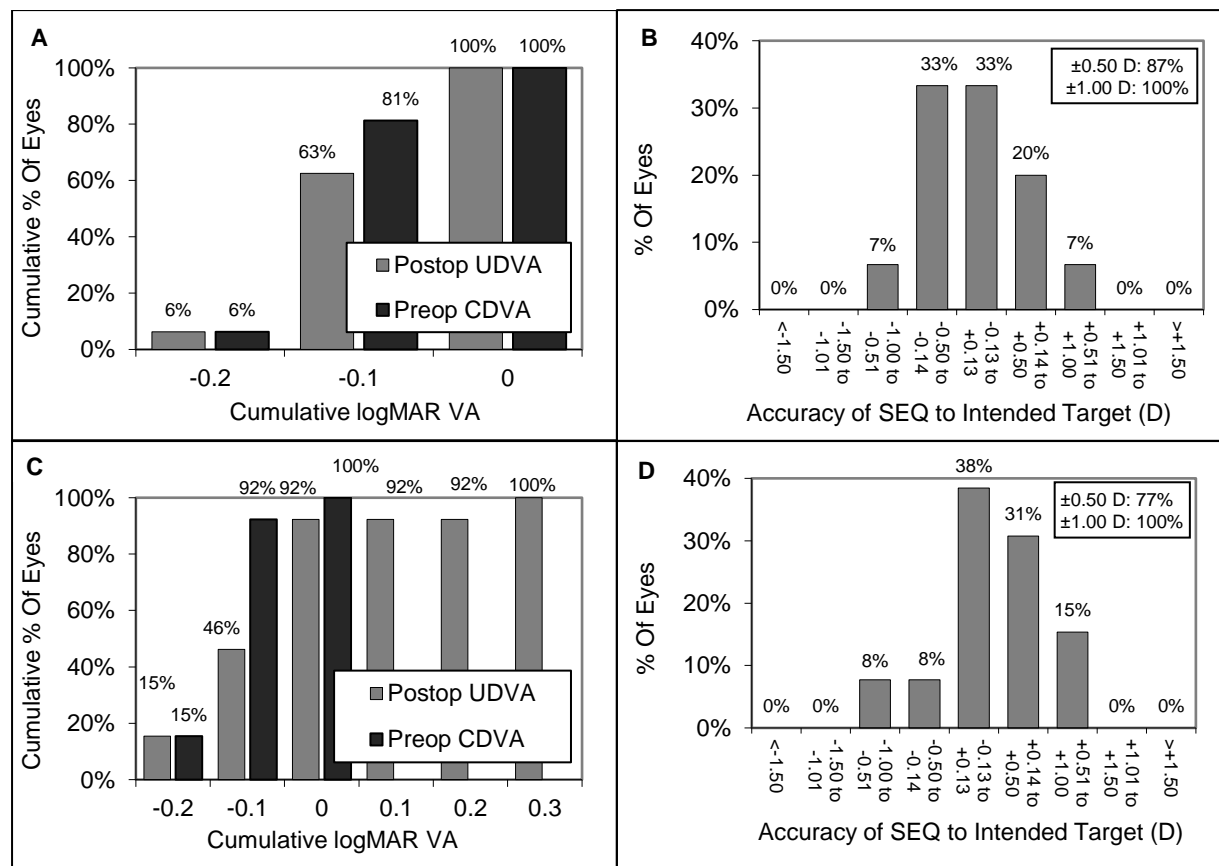 A
100%
100%
100%
81%
80%
63%
60%
40%
20%
6%
6%
0%
-0.2
-0.1
0
Cumulative logMAR VA
Cumulative % Of Eyes
Postop UDVA
Preop CDVA
B
40%
30%
20%
10%
0%
% Of Eyes
0%
0%
7%
33%
33%
20%
7%
0%
0%
±0.50 D: 87%
±1.00 D: 100%
<-1.50
-1.50 to
-1.01
-1.00 to
-0.51
-0.50 to
-0.14
-0.13 to
+0.13
+0.14 to
+0.50
+0.51 to
+1.00
+1.01 to
+1.50
>+1.50
Accuracy of SEQ to Intended Target (D)
C
100%
80%
60%
40%
20%
0%
Cumulative % Of Eyes
15%
15%
46%
92%
92%
100%
92%
92%
100%
-0.2
-0.1
0
0.1
0.2
0.3
Cumulative logMAR VA
Postop UDVA
Preop CDVA
D
40%
30%
20%
10%
0%
% Of Eyes
0%
0%
8%
8%
38%
31%
15%
0%
0%
±0.50 D: 77%
±1.00 D: 100%
<-1.50
-1.50 to
-1.01
-1.00 to
-0.51
-0.50 to
-0.14
-0.13 to
+0.13
+0.14 to
+0.50
+0.51 to
+1.00
+1.01 to
+1.50
>+1.50
Accuracy of SEQ to Intended Target (D)